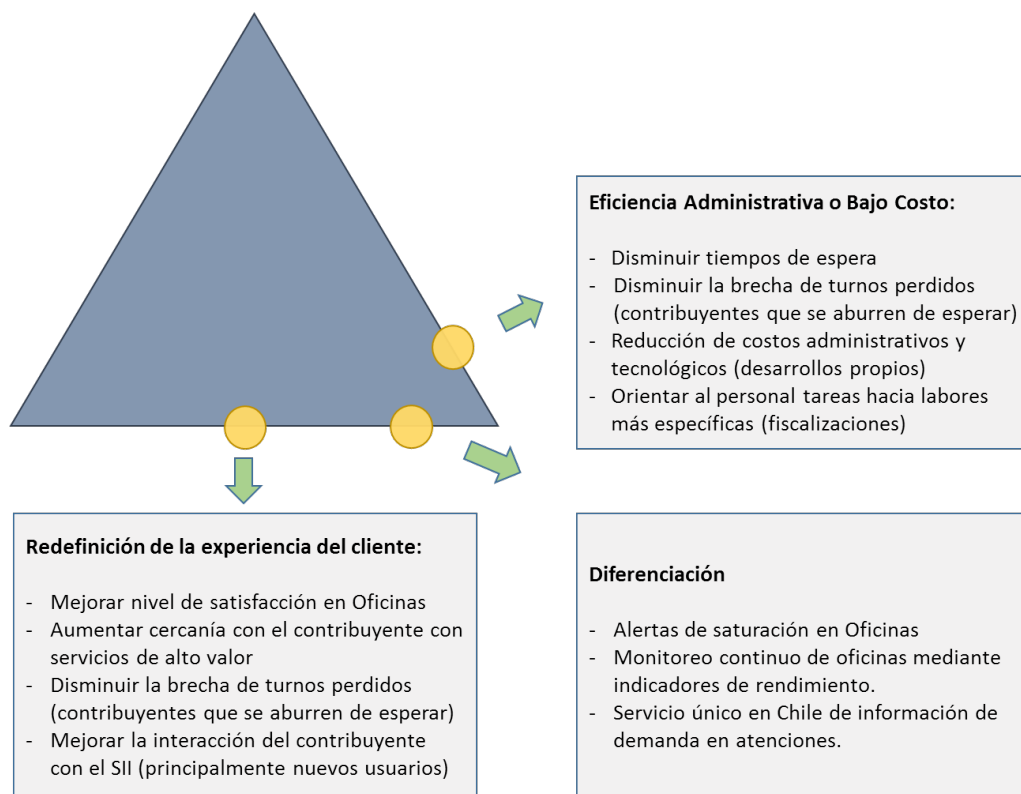 Eficiencia Administrativa o Bajo Costo:
- Disminuir tiempos de espera
- Disminuir la brecha de turnos perdidos
(contribuyentes que se aburren de esperar)
- Reducción de costos administrativos y
tecnológicos (desarrollos propios)
- Orientar al personal tareas hacia labores
más específicas (fiscalizaciones)
Redefinición de la experiencia del cliente:
- Mejorar nivel de satisfacción en Oficinas
- Aumentar cercanía con el contribuyente con
servicios de alto valor
- Disminuir la brecha de turnos perdidos
(contribuyentes que se aburren de esperar)
- Mejorar la interacción del contribuyente
con el SII (principalmente nuevos usuarios)
Diferenciación
- Alertas de saturación en Oficinas
- Monitoreo continuo de oficinas mediante
indicadores de rendimiento.
- Servicio único en Chile de información de
demanda en atenciones.